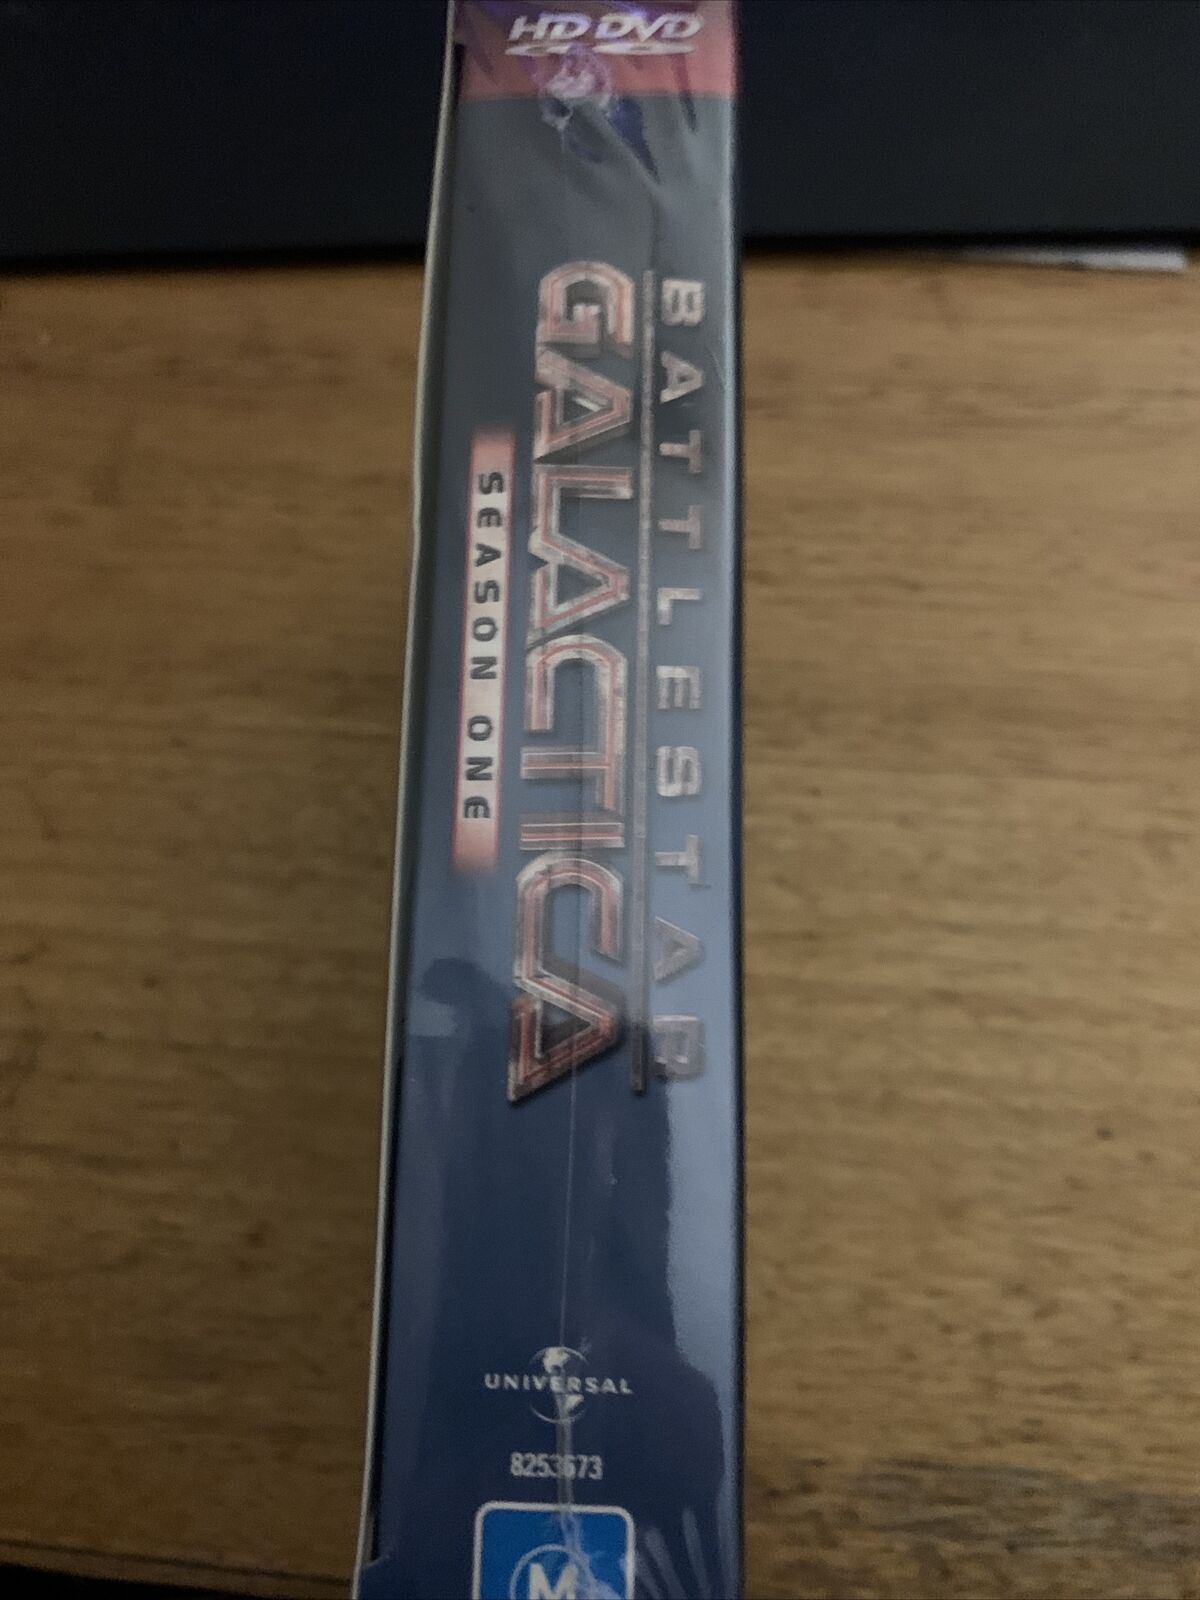 HD DVD
BATTLESTAR
GALACTICA
SEASON ONE
UNIVERSAL
8253673
M